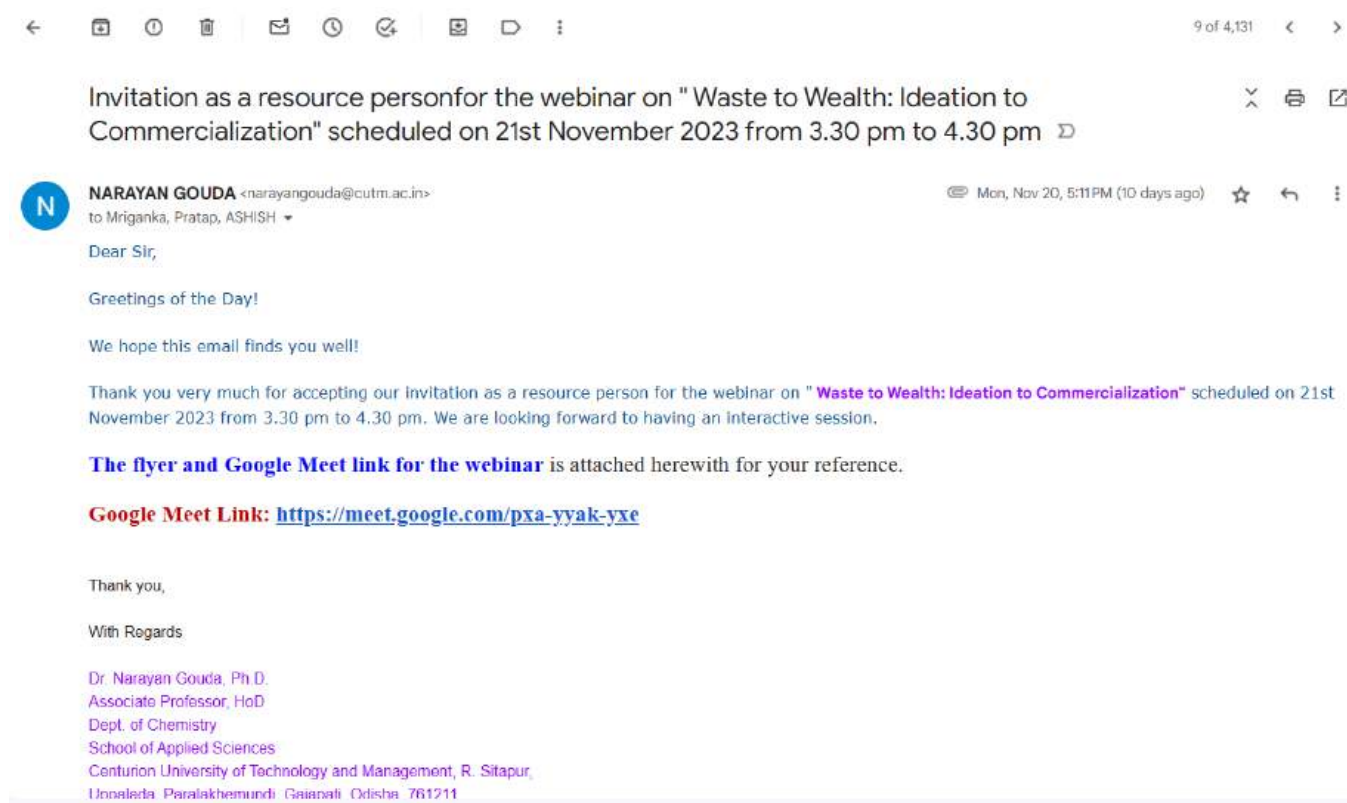 9 of 4,131
Invitation as a resource personfor the webinar on " Waste to Wealth: Ideation to
Commercialization" scheduled on 21st November 2023 from 3.30 pm to 4.30 pm
N
NARAYAN GOUDA <narayangouda@cutm.ac.in>
Mon, Nov 20, 5:11 PM (10 days ago)
to Mriganka, Pratap, ASHISH
Dear Sir,
Greetings of the Day!
We hope this email finds you well!
Thank you very much for accepting our invitation as a resource person for the webinar on " Waste to Wealth: Ideation to Commercialization" scheduled on 21st
November 2023 from 3.30 pm to 4.30 pm. We are looking forward to having an interactive session.
The flyer and Google Meet link for the webinar is attached herewith for your reference.
Google Meet Link: https://meet.google.com/pxa-yyak-yxe
Thank you,
With Regards
Dr. Narayan Gouda, Ph.D.
Associate Professor, HoD
Dept. of Chemistry
School of Applied Sciences
Centurion University of Technology and Management, R. Sitapur,
Uppalada, Paralakhemundi, Gajapati, Odisha, 761211